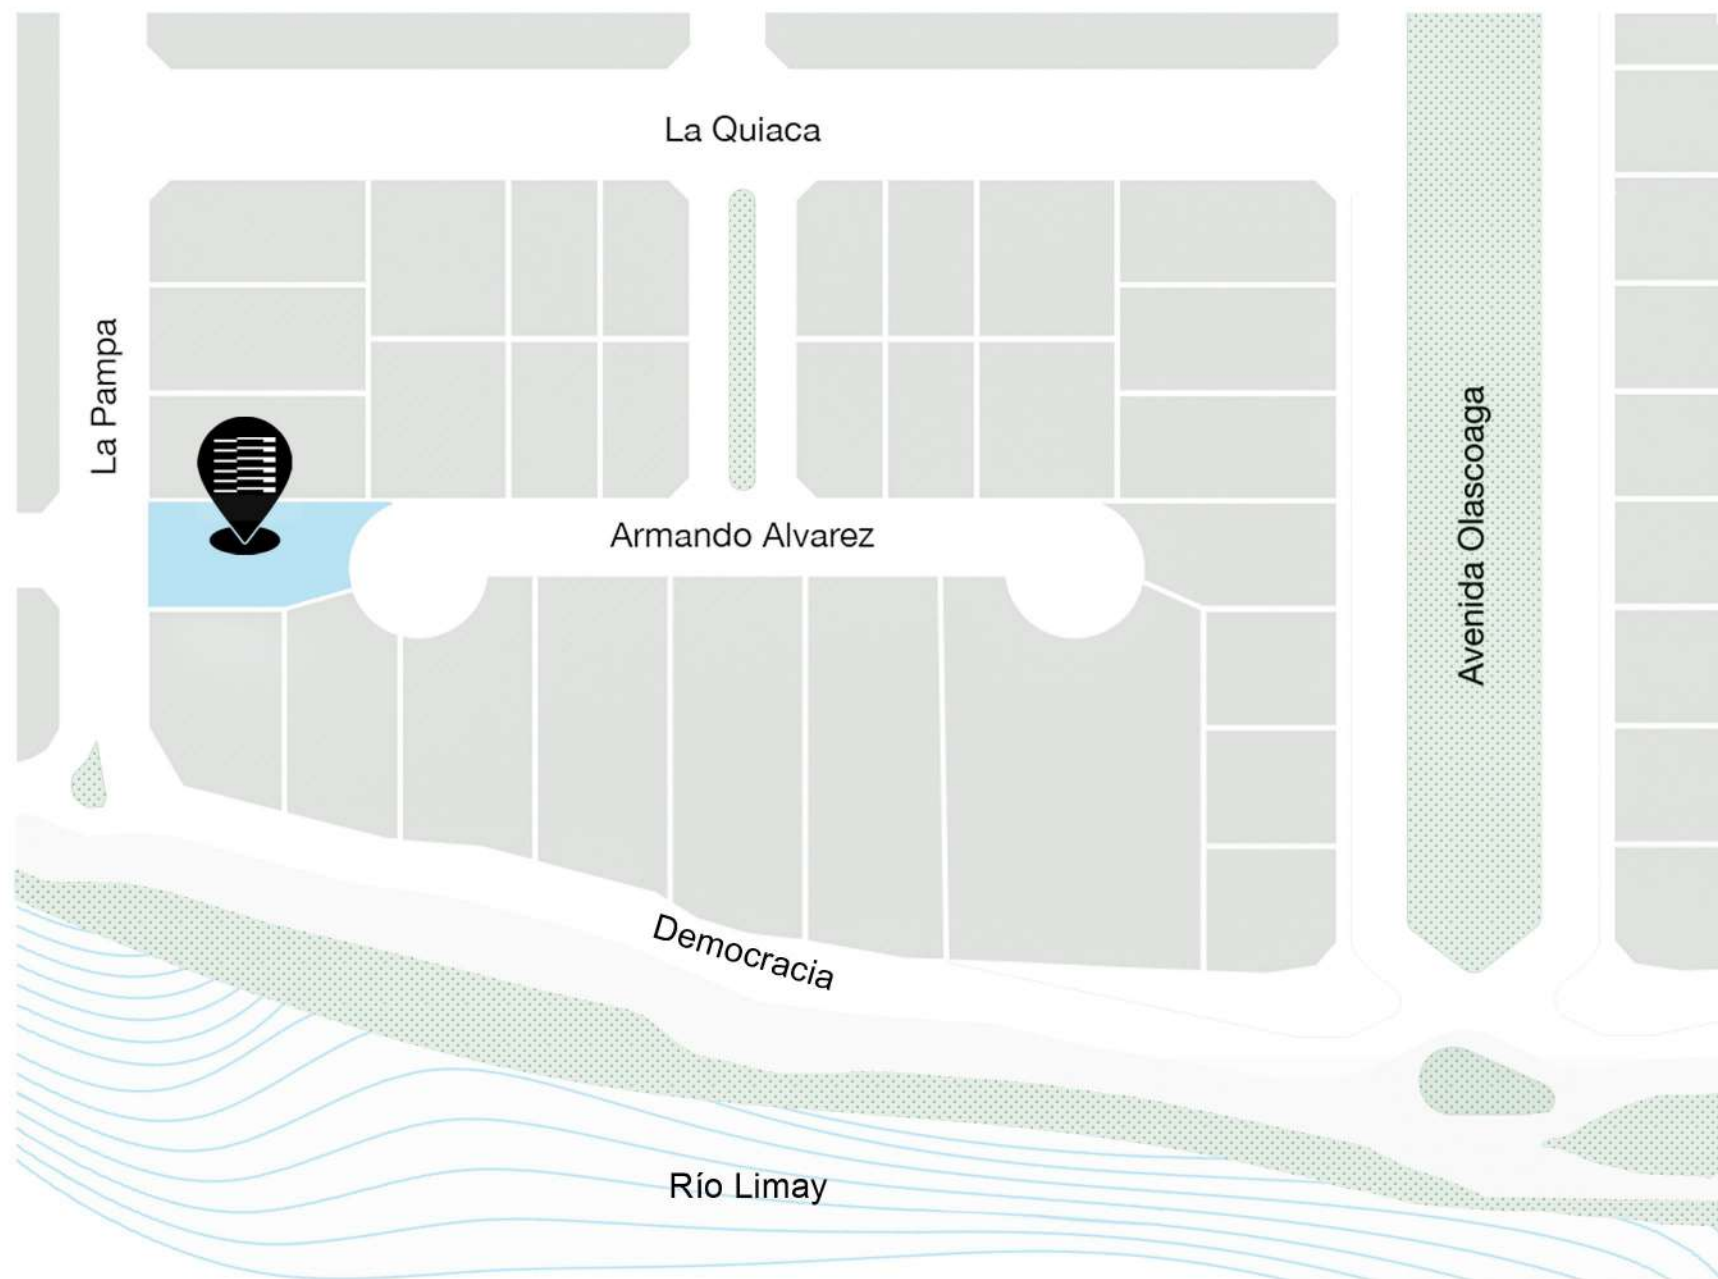 La Quiaca
La Pampa
Armando Alvarez
Avenida Olascoaga
Democracia
Río Limay